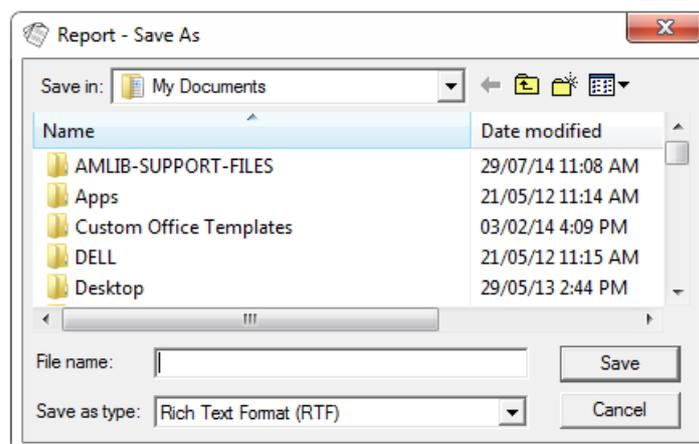 Report - Save As
Save in: My Documents
Name Date modified
AMLIB-SUPPORT-FILES 29/07/14 11:08 AM
Apps 21/05/12 11:14 AM
Custom Office Templates 03/02/14 4:09 PM
DELL 21/05/12 11:15 AM
Desktop 29/05/13 2:44 PM
File name: Save
Save as type: Rich Text Format (RTF) Cancel